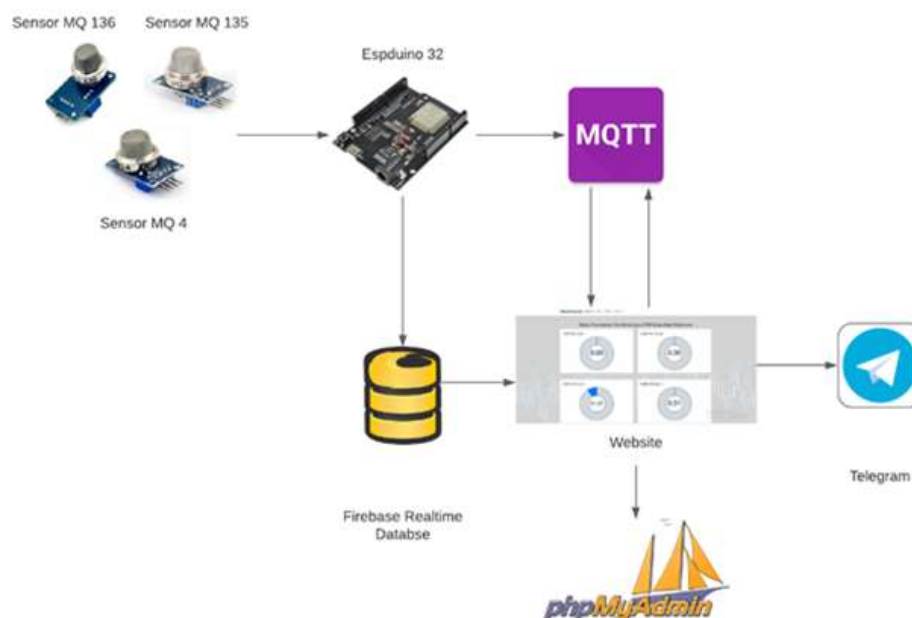 Sensor MQ 136
Sensor MQ 135
Espduino 32
MQTT
Sensor MQ 4
Website
Telegram
Firebase Realtime
Databse
phpMyAdmin